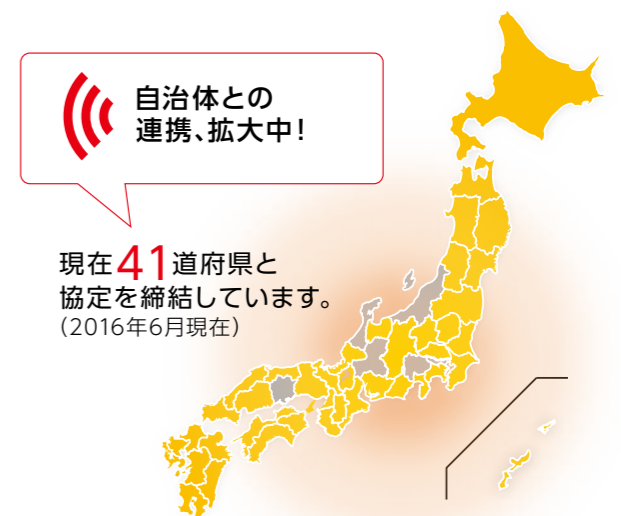 自治体との
連携、拡大中！
現在41道府県と
協定を締結しています。
（2016年6月現在）